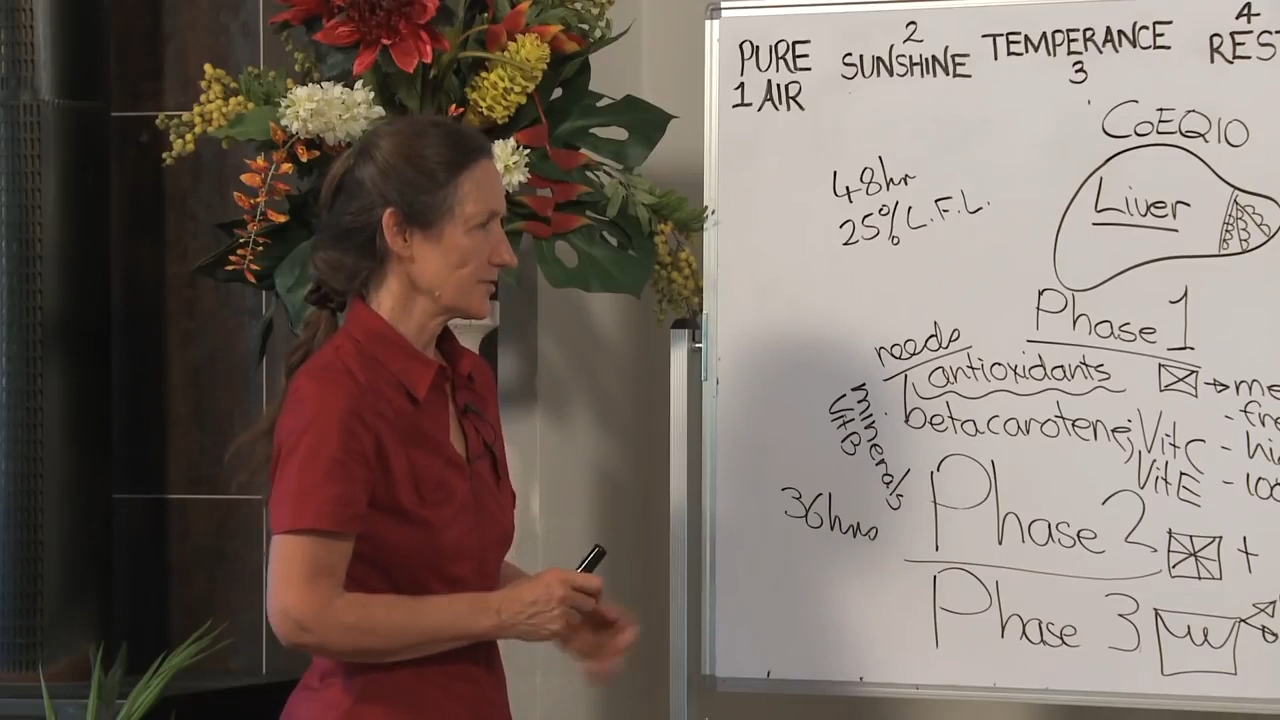 PURE
1 AIR
2
SUNSHINE
TEMPERANCE
3
4
RES
COEQ10
48hr
25% L.F.L.
Liver
Phase 1
needs
antioxidants
betacarotene; Vit C
Vit E
minerals
Vit B
36hrs
Phase 2
+
Phase 3